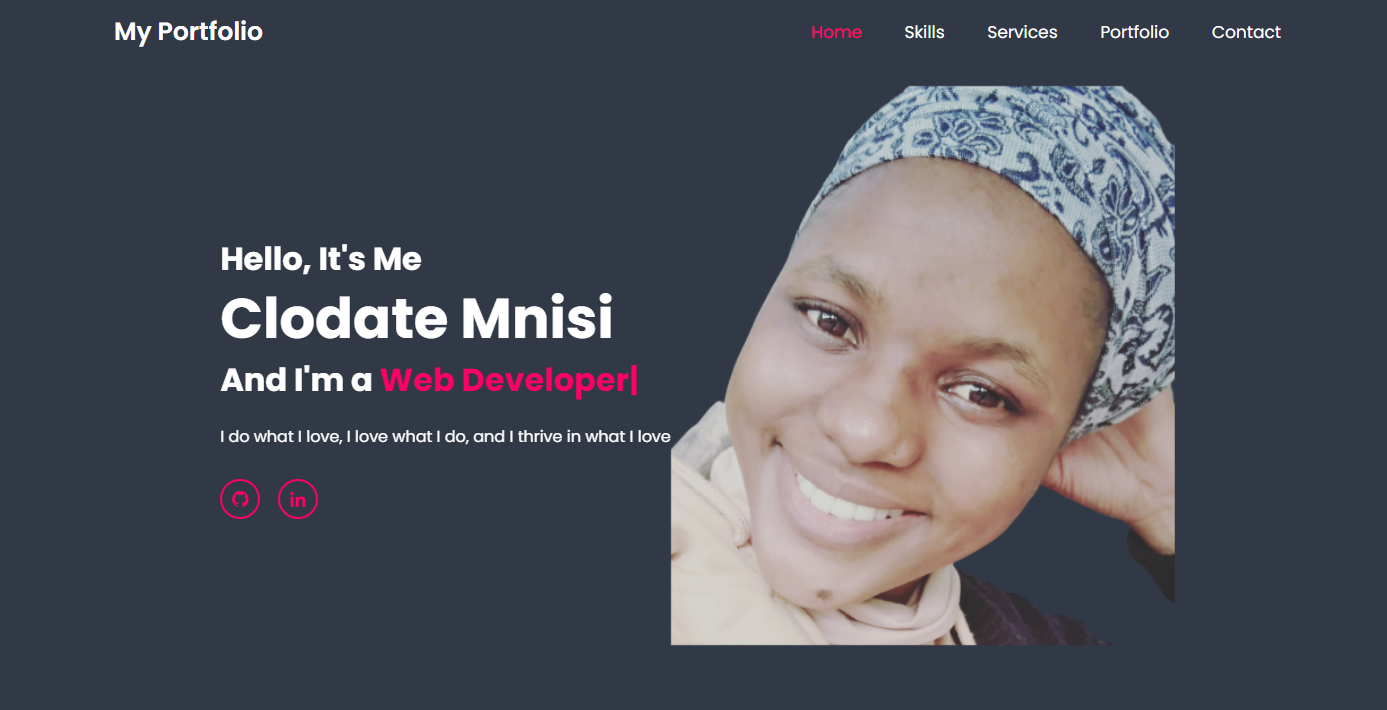 My Portfolio
Home Skills Services Portfolio Contact
Hello, It's Me
Clodate Mnisi
And I'm a Web Developer|
I do what I love, I love what I do, and I thrive in what I love
in